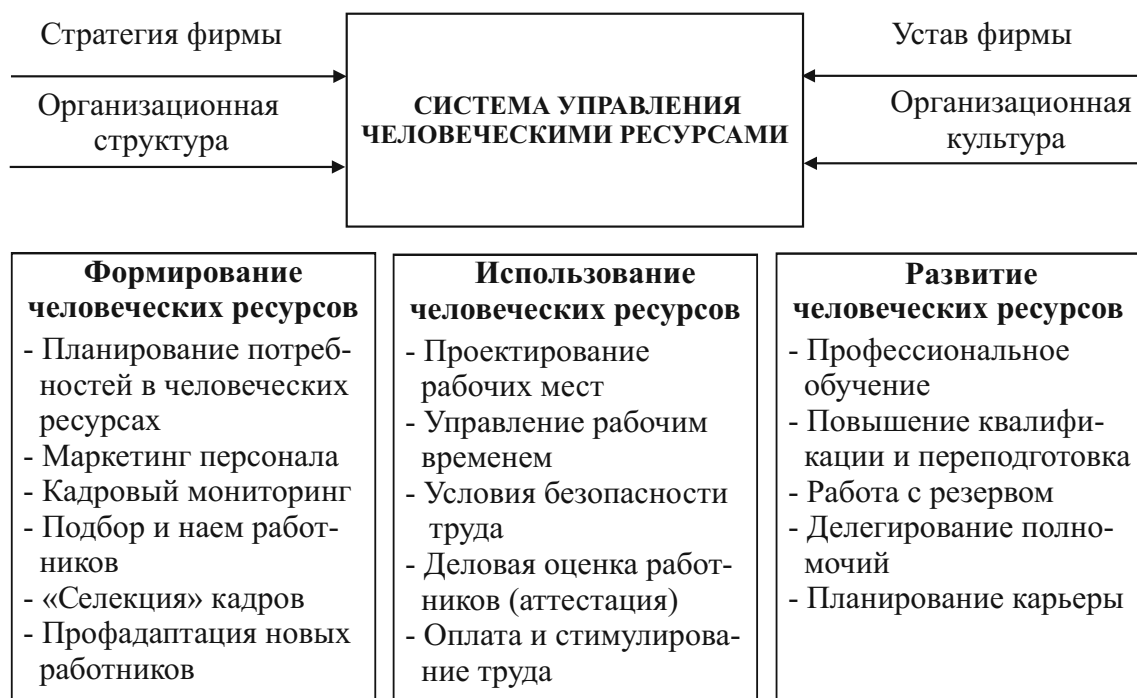 Стратегия фирмы
Организационная
структура
СИСТЕМА УПРАВЛЕНИЯ
ЧЕЛОВЕЧЕСКИМИ РЕСУРСАМИ
Устав фирмы
Организационная
культура
Формирование
человеческих ресурсов
- Планирование потреб-
ностей в человеческих
ресурсах
- Маркетинг персонала
- Кадровый мониторинг
- Подбор и наем работ-
ников
- «Селекция» кадров
- Профадаптация новых
работников
Использование
человеческих ресурсов
- Проектирование
рабочих мест
- Управление рабочим
временем
- Условия безопасности
труда
- Деловая оценка работ-
ников (аттестация)
- Оплата и стимулирова-
ние труда
Развитие
человеческих ресурсов
- Профессиональное
обучение
- Повышение квалифи-
кации и переподготовка
- Работа с резервом
- Делегирование полно-
мочий
- Планирование карьеры